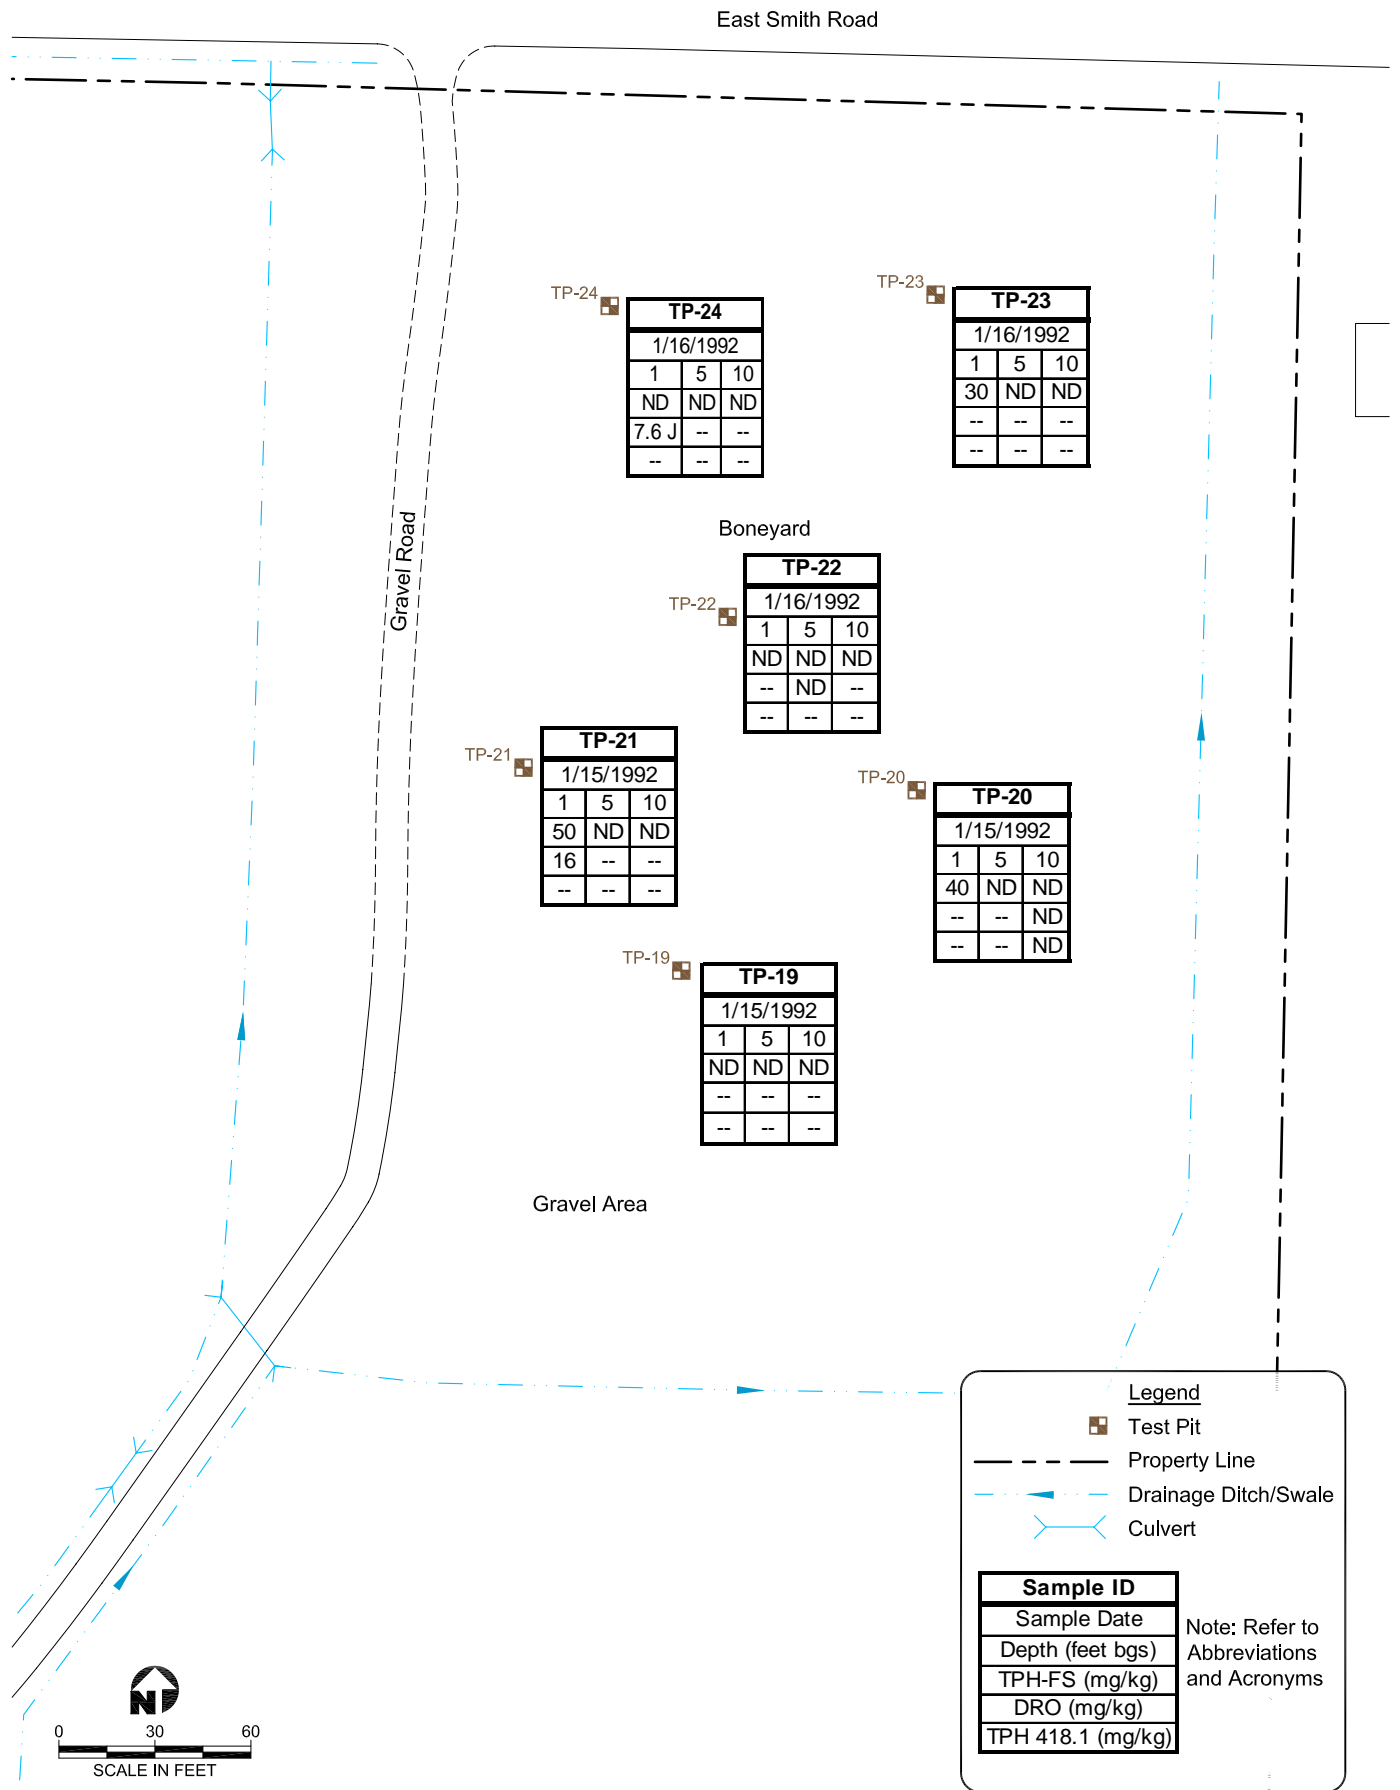 East Smith Road
TP-24
TP-24
1/16/1992
1 5 10
ND ND ND
7.6 J -- --
-- -- --
TP-23
TP-23
1/16/1992
1 5 10
30 ND ND
-- -- --
-- -- --
Gravel Road
Boneyard
TP-22
TP-22
1/16/1992
1 5 10
ND ND ND
-- ND --
-- -- --
TP-21
TP-21
1/15/1992
1 5 10
50 ND ND
16 -- --
-- -- --
TP-20
TP-20
1/15/1992
1 5 10
40 ND ND
-- -- ND
-- -- ND
TP-19
TP-19
1/15/1992
1 5 10
ND ND ND
-- -- --
-- -- --
Gravel Area
Legend
Test Pit
Property Line
Drainage Ditch/Swale
Culvert
Sample ID
Sample Date
Depth (feet bgs)
TPH-FS (mg/kg)
DRO (mg/kg)
TPH 418.1 (mg/kg)
Note: Refer to
Abbreviations
and Acronyms
N
0 30 60
SCALE IN FEET